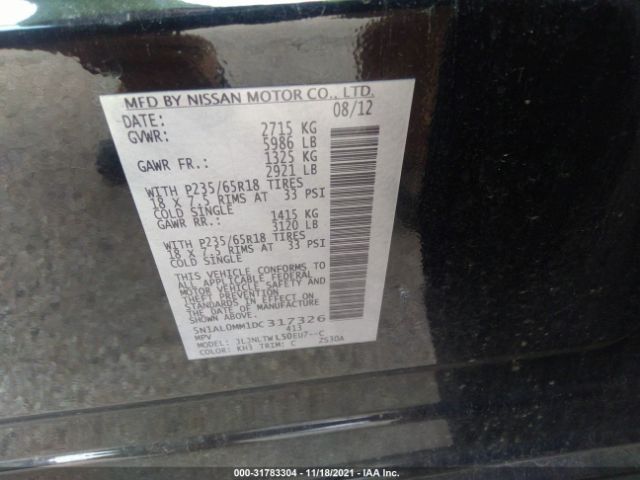 MFD BY NISSAN MOTOR CO., LTD.
DATE: 08/12
GVWR: 2715 KG
5986 LB
GAWR FR.: 1325 KG
2921 LB
WITH P235/65R18 TIRES
18 X 7.5 RIMS AT 33 PSI
COLD SINGLE
GAWR RR.: 1415 KG
3120 LB
WITH P235/65R18 TIRES
18 X 7.5 RIMS AT 33 PSI
COLD SINGLE
THIS VEHICLE CONFORMS TO
ALL APPLICABLE FEDERAL
MOTOR VEHICLE SAFETY AND
THEFT PREVENTION
STANDARDS IN EFFECT ON
THE DATE OF MANUFACTURE
SHOWN ABOVE.
5N1AL0MM1DC317326
MPV 413
MODEL: JLJNLTWL50EU7--C
COLOR: KH3 TRIM: C ZS30A
000-31783304 - 11/18/2021 - IAA Inc.